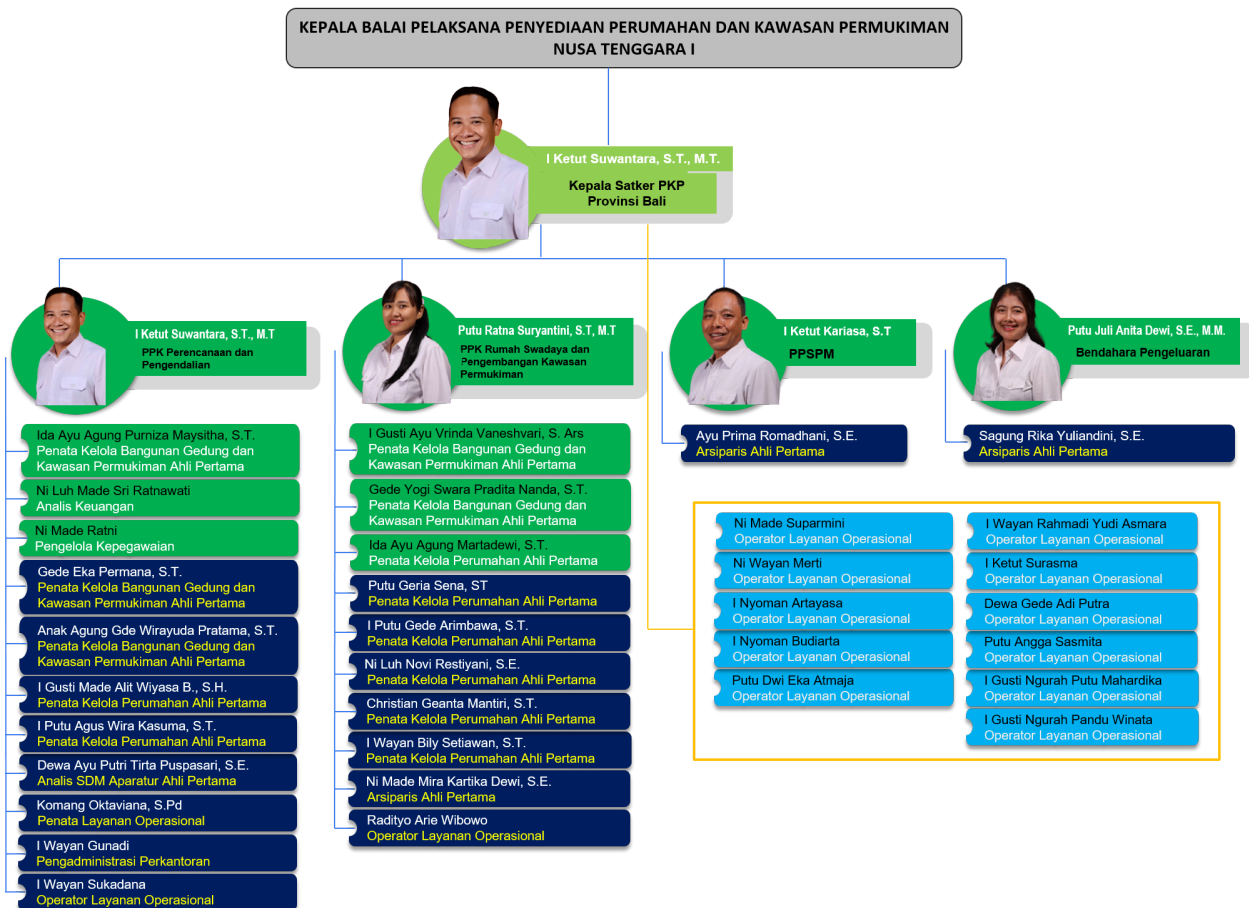 KEPALA BALAI PELAKSANA PENYEDIAAN PERUMAHAN DAN KAWASAN PERMUKIMAN
NUSA TENGGARA I
I Ketut Suwantara, S.T., M.T.
Kepala Satker PKP
Provinsi Bali
I Ketut Suwantara, S.T., M.T
PPK Perencanaan dan
Pengendalian
Ida Ayu Agung Purniza Maysitha, S.T.
Penata Kelola Bangunan Gedung dan
Kawasan Permukiman Ahli Pertama
Ni Luh Made Sri Ratnawati
Analis Keuangan
Ni Made Ratni
Pengelola Kepegawaian
Gede Eka Permana, S.T.
Penata Kelola Bangunan Gedung dan
Kawasan Permukiman Ahli Pertama
Anak Agung Gde Wirayuda Pratama, S.T.
Penata Kelola Bangunan Gedung dan
Kawasan Permukiman Ahli Pertama
I Gusti Made Alit Wiyasa B., S.H.
Penata Kelola Perumahan Ahli Pertama
I Putu Agus Wira Kasuma, S.T.
Penata Kelola Perumahan Ahli Pertama
Dewa Ayu Putri Tirta Puspasari, S.E.
Analis SDM Aparatur Ahli Pertama
Komang Oktaviana, S.Pd
Penata Layanan Operasional
I Wayan Gunadi
Pengadministrasi Perkantoran
I Wayan Sukadana
Operator Layanan Operasional
Putu Ratna Suryantini, S.T, M.T
PPK Rumah Swadaya dan
Pengembangan Kawasan
Permukiman
I Gusti Ayu Vrinda Vaneshvari, S. Ars
Penata Kelola Bangunan Gedung dan
Kawasan Permukiman Ahli Pertama
Gede Yogi Swara Pradita Nanda, S.T.
Penata Kelola Bangunan Gedung dan
Kawasan Permukiman Ahli Pertama
Ida Ayu Agung Martadewi, S.T.
Penata Kelola Perumahan Ahli Pertama
Putu Geria Sena, ST
Penata Kelola Perumahan Ahli Pertama
I Putu Gede Arimbawa, S.T.
Penata Kelola Perumahan Ahli Pertama
Ni Luh Novi Restiyani, S.E.
Penata Kelola Perumahan Ahli Pertama
Christian Geanta Mantiri, S.T.
Penata Kelola Perumahan Ahli Pertama
I Wayan Bily Setiawan, S.T.
Penata Kelola Perumahan Ahli Pertama
Ni Made Mira Kartika Dewi, S.E.
Arsiparis Ahli Pertama
Radityo Arie Wibowo
Operator Layanan Operasional
I Ketut Kariasa, S.T
PPSPM
Ayu Prima Romadhani, S.E.
Arsiparis Ahli Pertama
Putu Juli Anita Dewi, S.E., M.M.
Bendahara Pengeluaran
Sagung Rika Yuliandini, S.E.
Arsiparis Ahli Pertama
Ni Made Suparmini
Operator Layanan Operasional
Ni Wayan Merti
Operator Layanan Operasional
I Nyoman Artayasa
Operator Layanan Operasional
I Nyoman Budiarta
Operator Layanan Operasional
Putu Dwi Eka Atmaja
Operator Layanan Operasional
I Wayan Rahmadi Yudi Asmara
Operator Layanan Operasional
I Ketut Surasma
Operator Layanan Operasional
Dewa Gede Adi Putra
Operator Layanan Operasional
Putu Angga Sasmita
Operator Layanan Operasional
I Gusti Ngurah Putu Mahardika
Operator Layanan Operasional
I Gusti Ngurah Pandu Winata
Operator Layanan Operasional